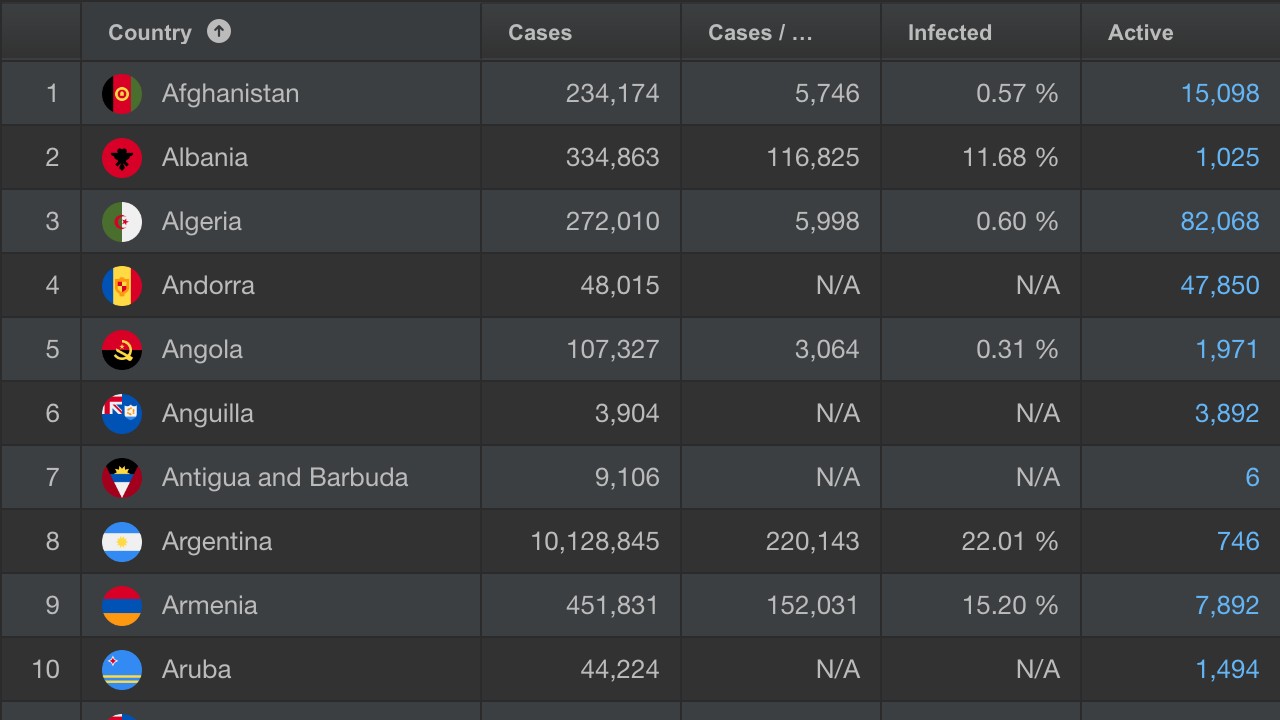 Country Cases Cases / ... Infected Active
1 Afghanistan 234,174 5,746 0.57 % 15,098
2 Albania 334,863 116,825 11.68 % 1,025
3 Algeria 272,010 5,998 0.60 % 82,068
4 Andorra 48,015 N/A N/A 47,850
5 Angola 107,327 3,064 0.31 % 1,971
6 Anguilla 3,904 N/A N/A 3,892
7 Antigua and Barbuda 9,106 N/A N/A 6
8 Argentina 10,128,845 220,143 22.01 % 746
9 Armenia 451,831 152,031 15.20 % 7,892
10 Aruba 44,224 N/A N/A 1,494